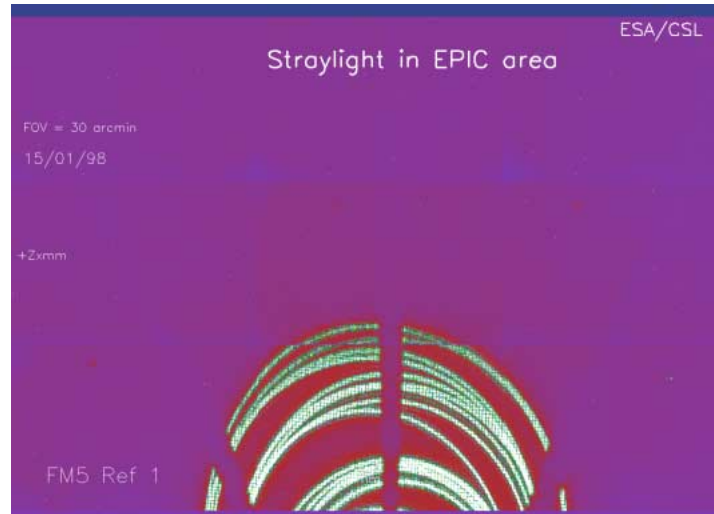 ESA/CSL
Straylight in EPIC area
FOV = 30 arcmin
15/01/98
+Zxmm
FM5 Ref 1